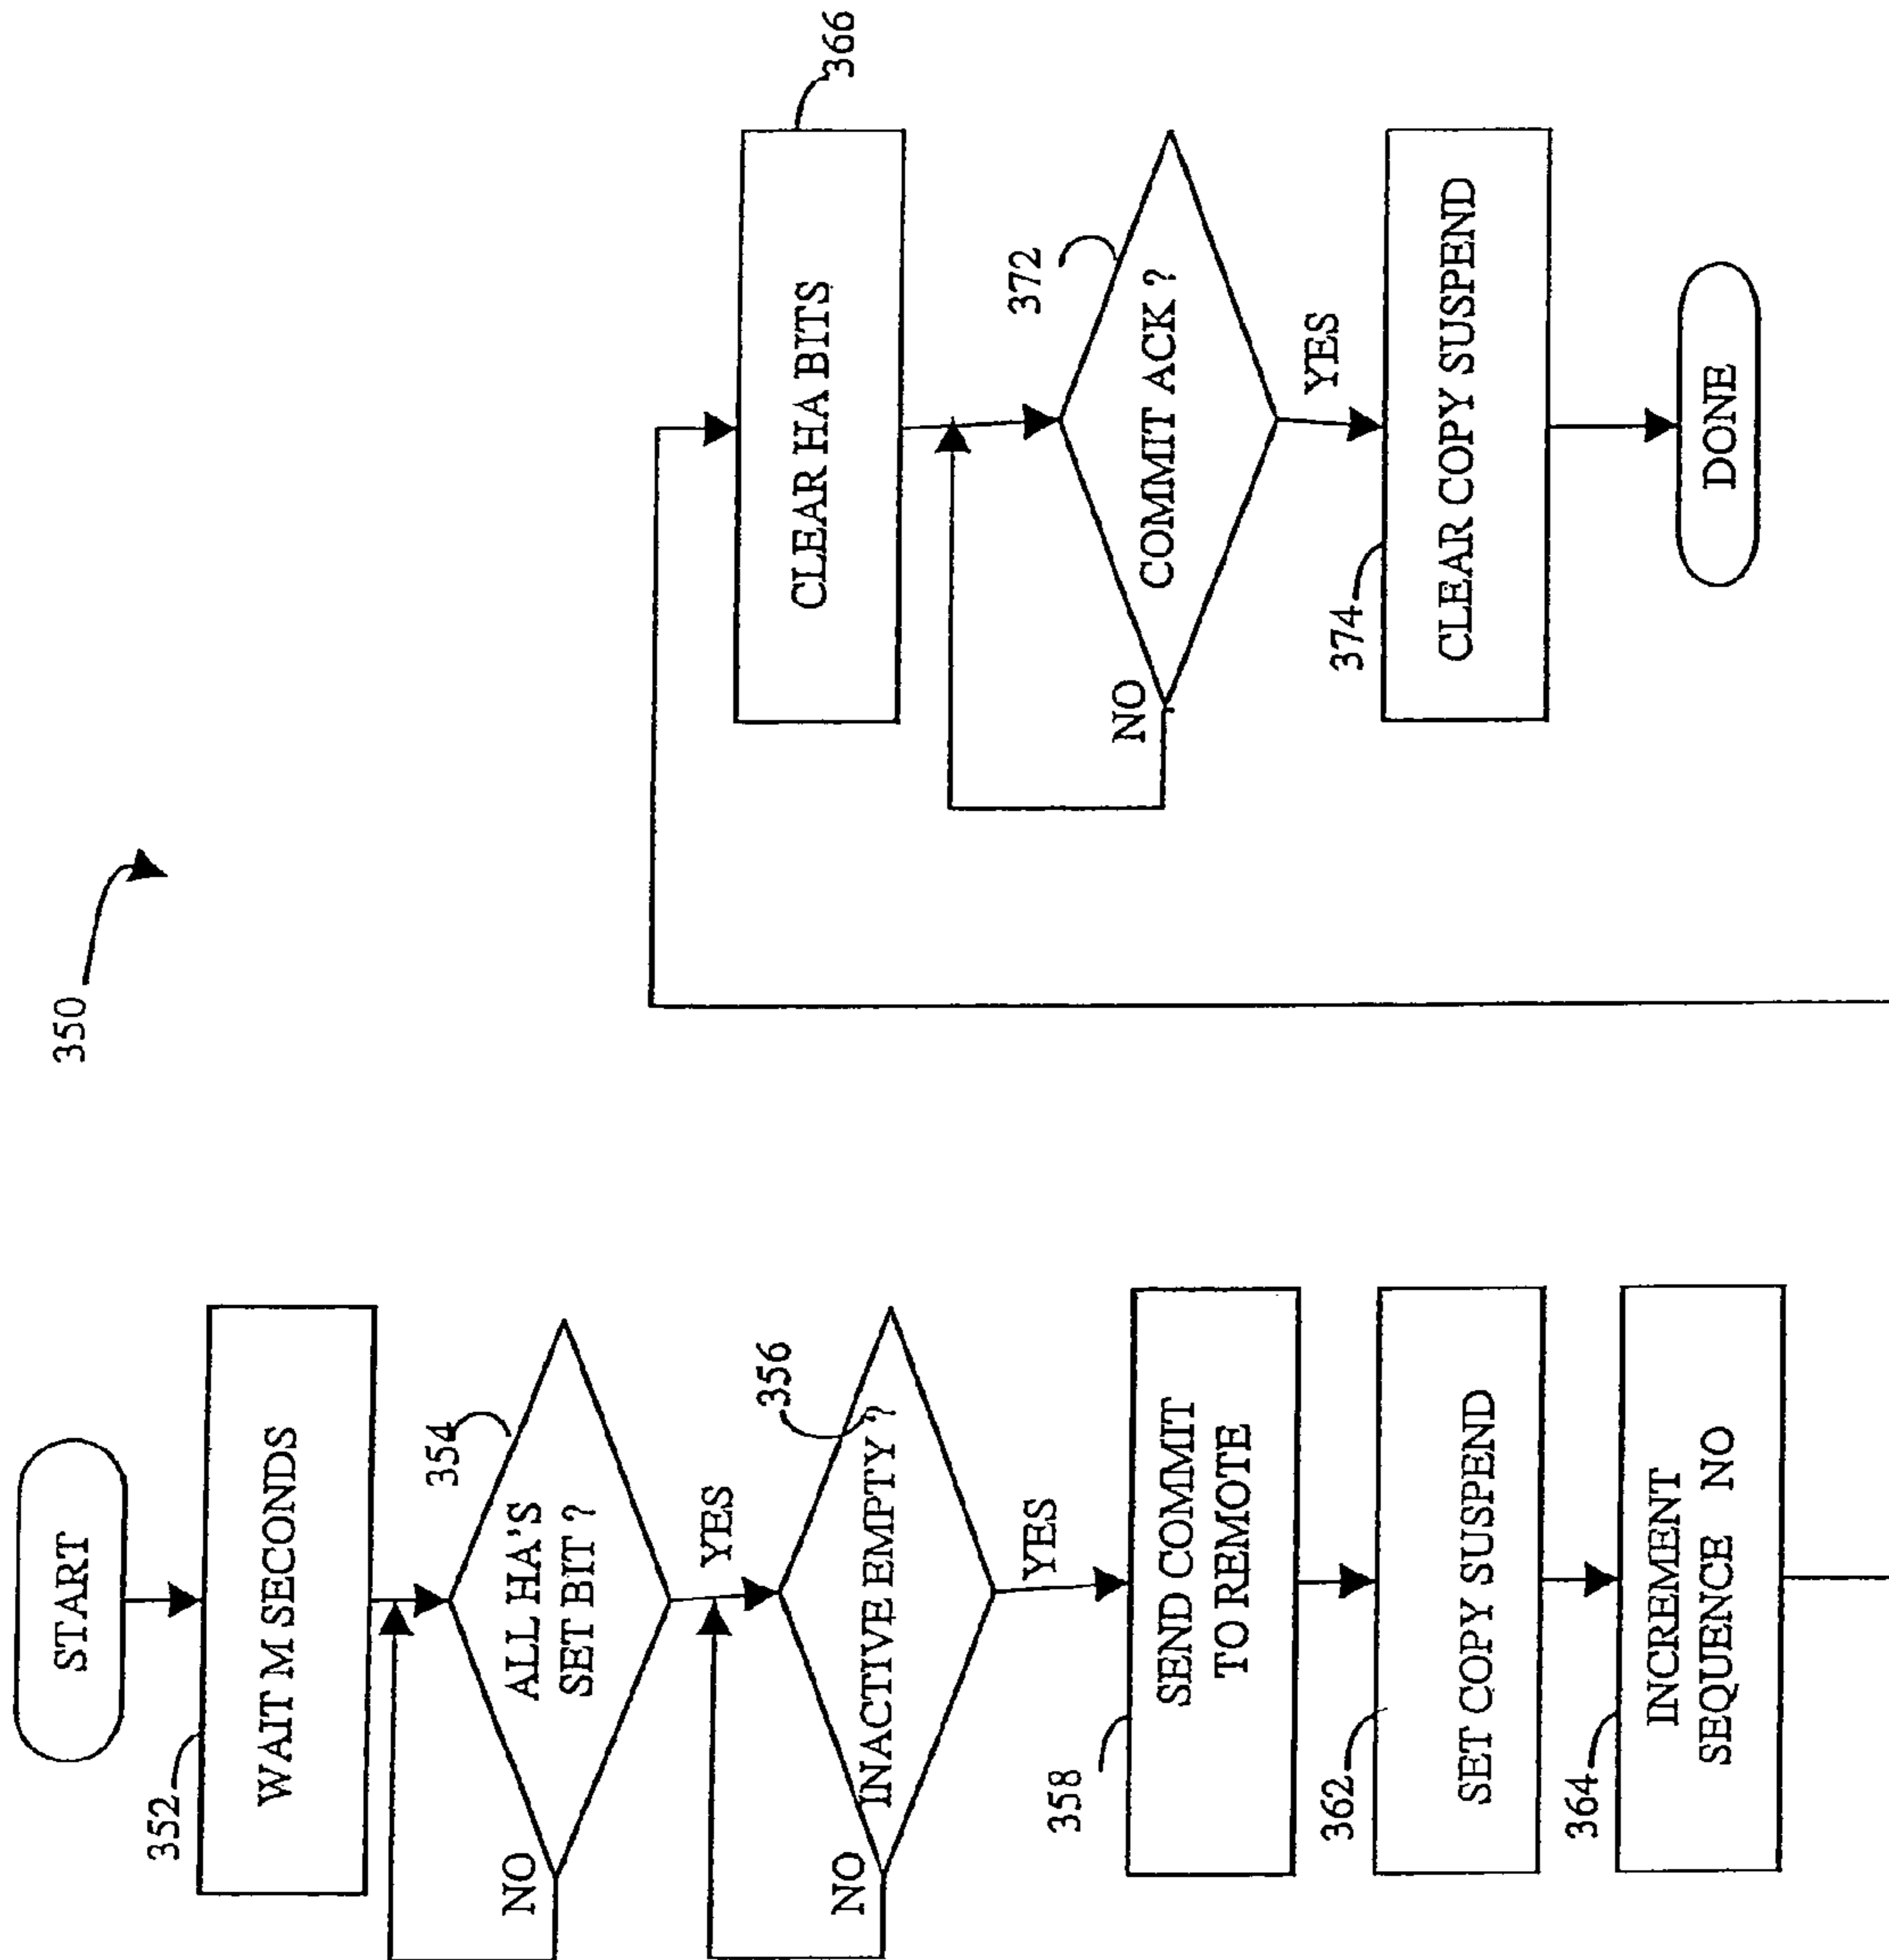 350
START
WAIT M SECONDS
352
ALL HA'S
SET BIT ?
354
NO
YES
INACTIVE EMPTY ?
356
NO
YES
SEND COMMIT
TO REMOTE
358
SET COPY SUSPEND
362
INCREMENT
SEQUENCE NO
364
CLEAR HA BITS
366
COMMIT ACK ?
372
NO
YES
CLEAR COPY SUSPEND
374
DONE